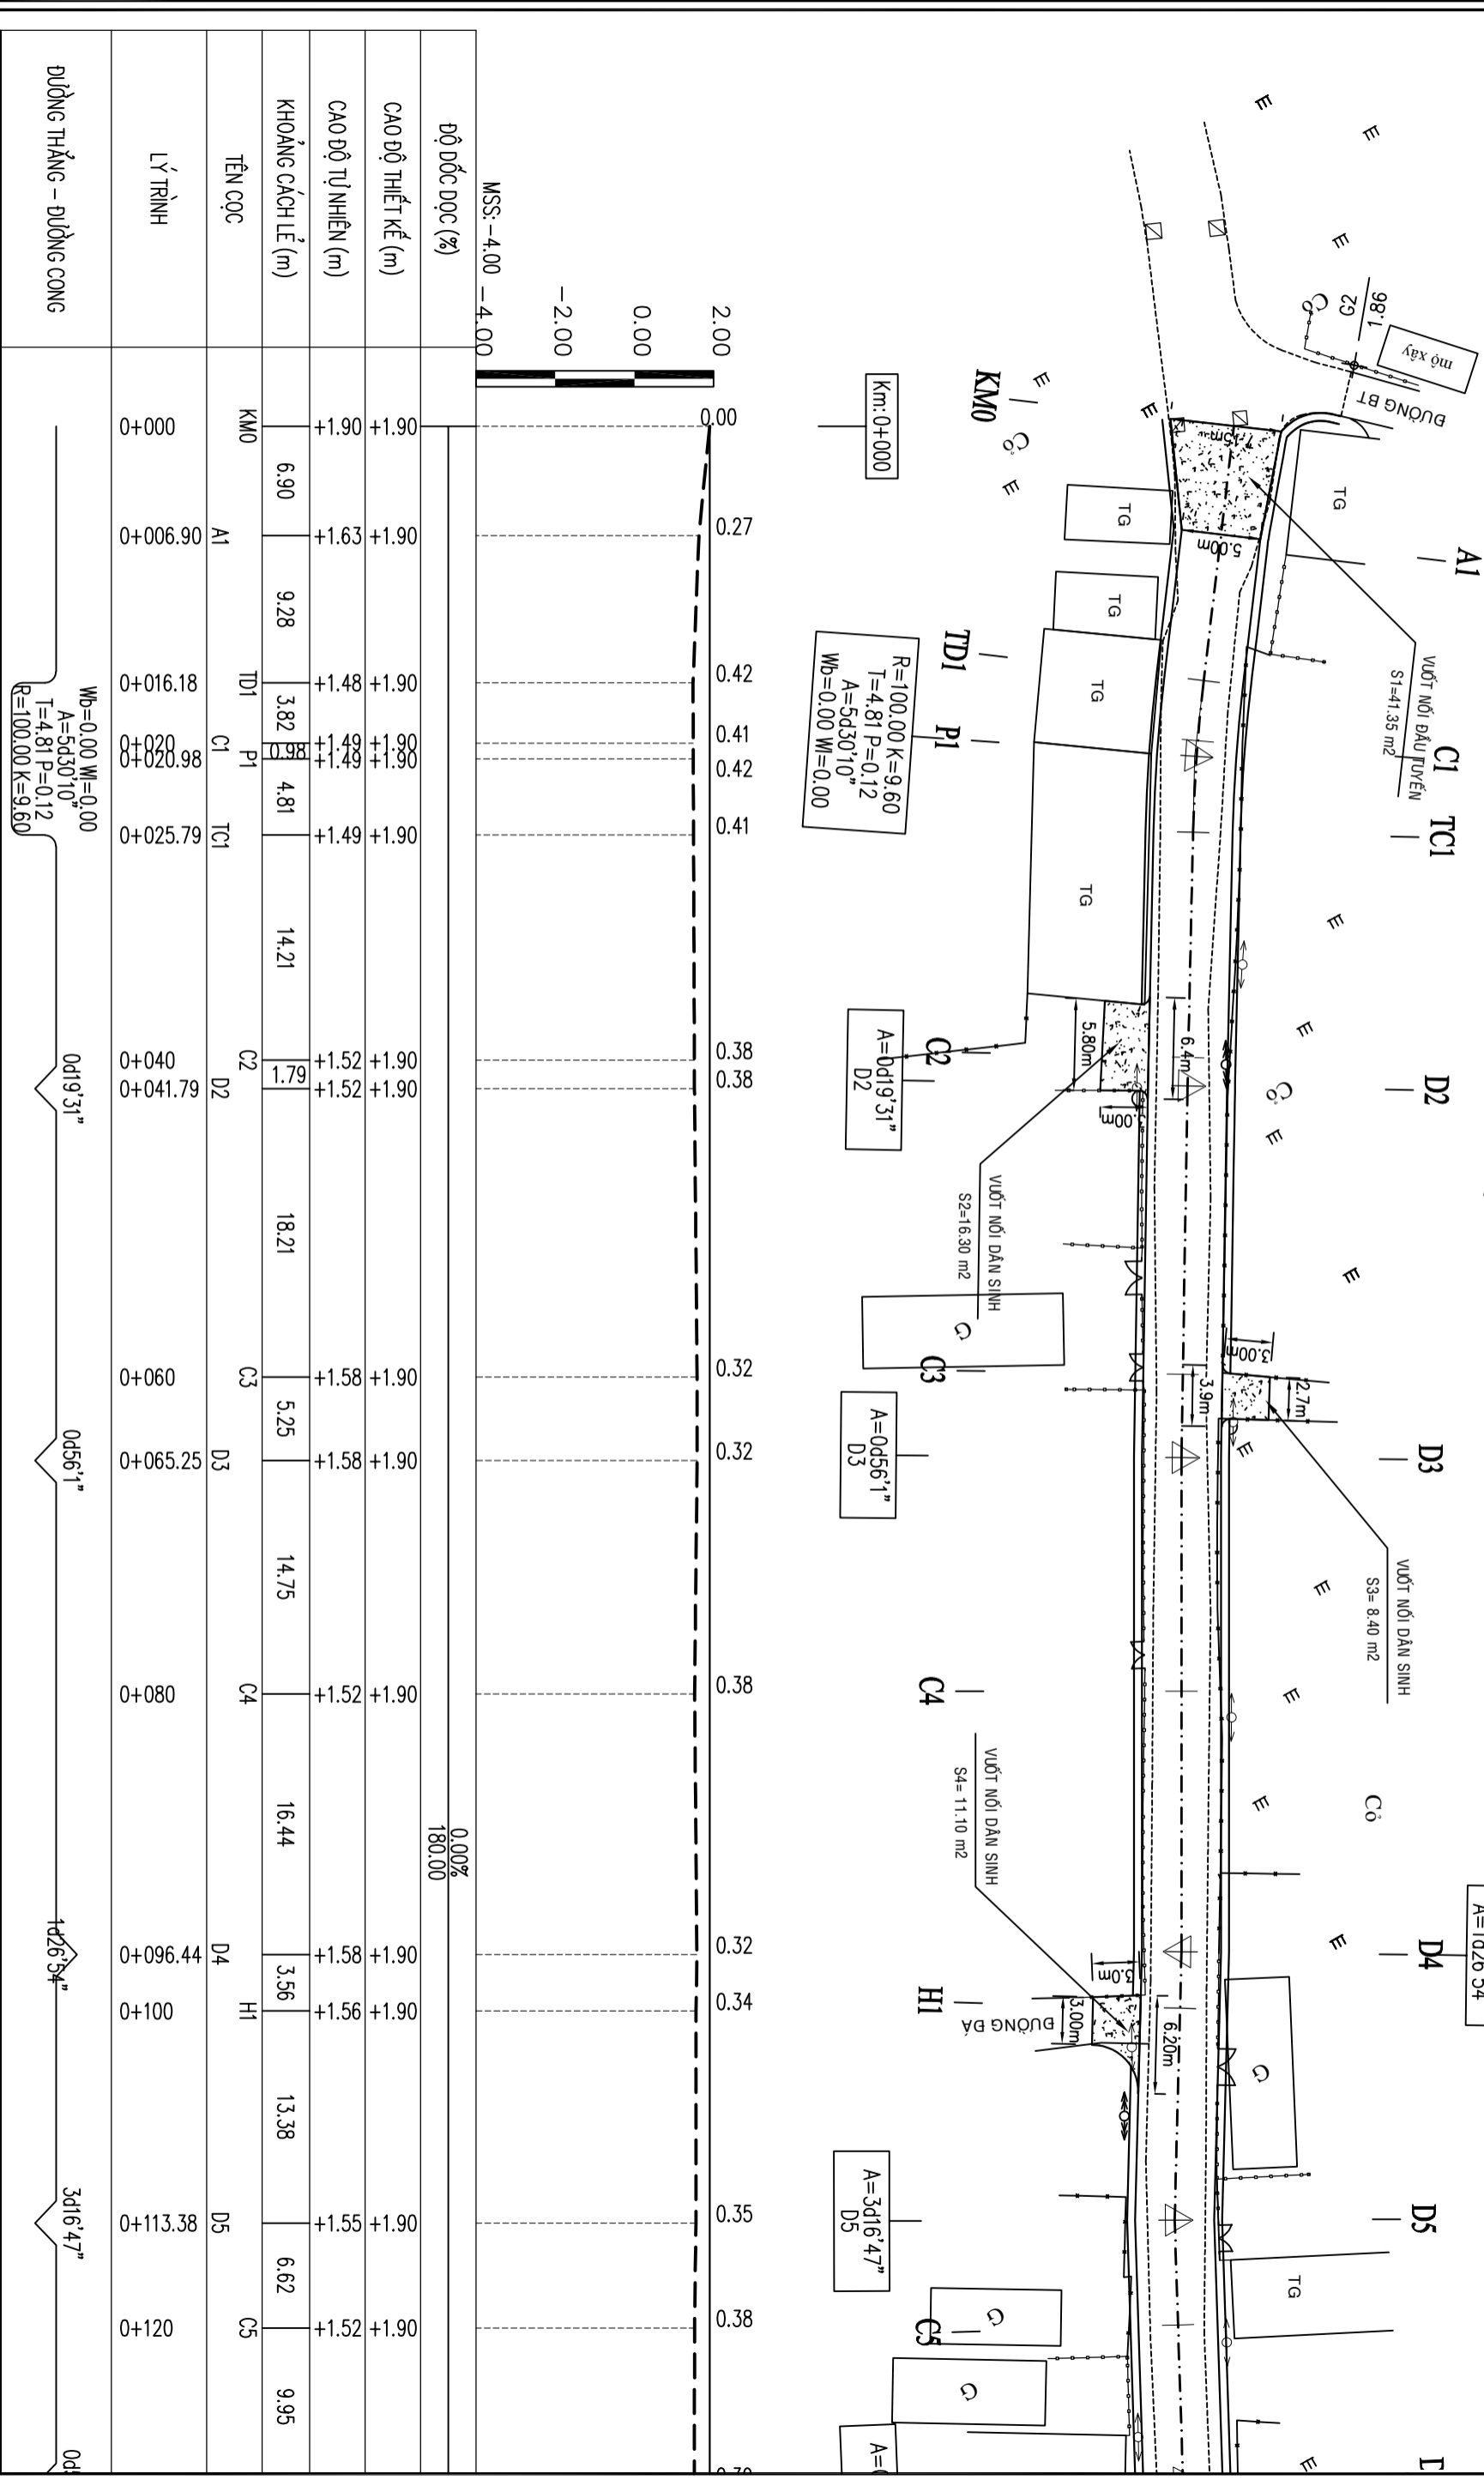 mộ xây
1.86
G2
Cỏ
ĐƯỜNG BT
KM0
Cỏ
7.15m
5.00m
TG
TG
TG
TG
TG
A1
VUỐT NỐI ĐẦU TUYẾN
S1=41.35 m2
TD1
P1
C1
TC1
R=100.00 K=9.60
T=4.81 P=0.12
A=5d30'10"
Wb=0.00 Wl=0.00
C2
D2
A=0d19'31"
D2
6.4m
5.80m
Cỏ
VUỐT NỐI DÂN SINH
S2=16.30 m2
G
C3
D3
A=0d56'1"
D3
3.00m
3.9m
2.7m
VUỐT NỐI DÂN SINH
S3= 8.40 m2
C4
Cỏ
VUỐT NỐI DÂN SINH
S4= 11.10 m2
D4
H1
3.0m
3.00m
6.20m
ĐƯỜNG ĐÁ
G
D5
A=3d16'47"
D5
TG
C5
G
G
Km:0+000
2.00
0.00
-2.00
-4.00
MSS:-4.00
0.00 0.27 0.42 0.41 0.42 0.41 0.38 0.38 0.32 0.32 0.38 0.32 0.34 0.35 0.38
ĐỘ DỐC DỌC (%)
0.00%
180.00
CAO ĐỘ THIẾT KẾ (m)
+1.90 +1.90 +1.90 +1.90 +1.90 +1.90 +1.90 +1.90 +1.90 +1.90 +1.90 +1.90 +1.90 +1.90 +1.90
CAO ĐỘ TỰ NHIÊN (m)
+1.90 +1.63 +1.48 +1.49 +1.49 +1.49 +1.52 +1.52 +1.58 +1.58 +1.52 +1.58 +1.56 +1.55 +1.52
KHOẢNG CÁCH LẺ (m)
6.90 9.28 3.82 0.98 4.81 14.21 1.79 18.21 5.25 14.75 16.44 3.56 13.38 6.62 9.95
TÊN CỌC
KM0 A1 TD1 C1 P1 TC1 C2 D2 C3 D3 C4 D4 H1 D5 C5
LÝ TRÌNH
0+000 0+006.90 0+016.18 0+020 0+020.98 0+025.79 0+040 0+041.79 0+060 0+065.25 0+080 0+096.44 0+100 0+113.38 0+120
ĐƯỜNG THẲNG - ĐƯỜNG CONG
Wb=0.00 Wl=0.00
A=5d30'10"
T=4.81 P=0.12
R=100.00 K=9.60
0d19'31"
0d56'1"
1d26'54"
3d16'47"